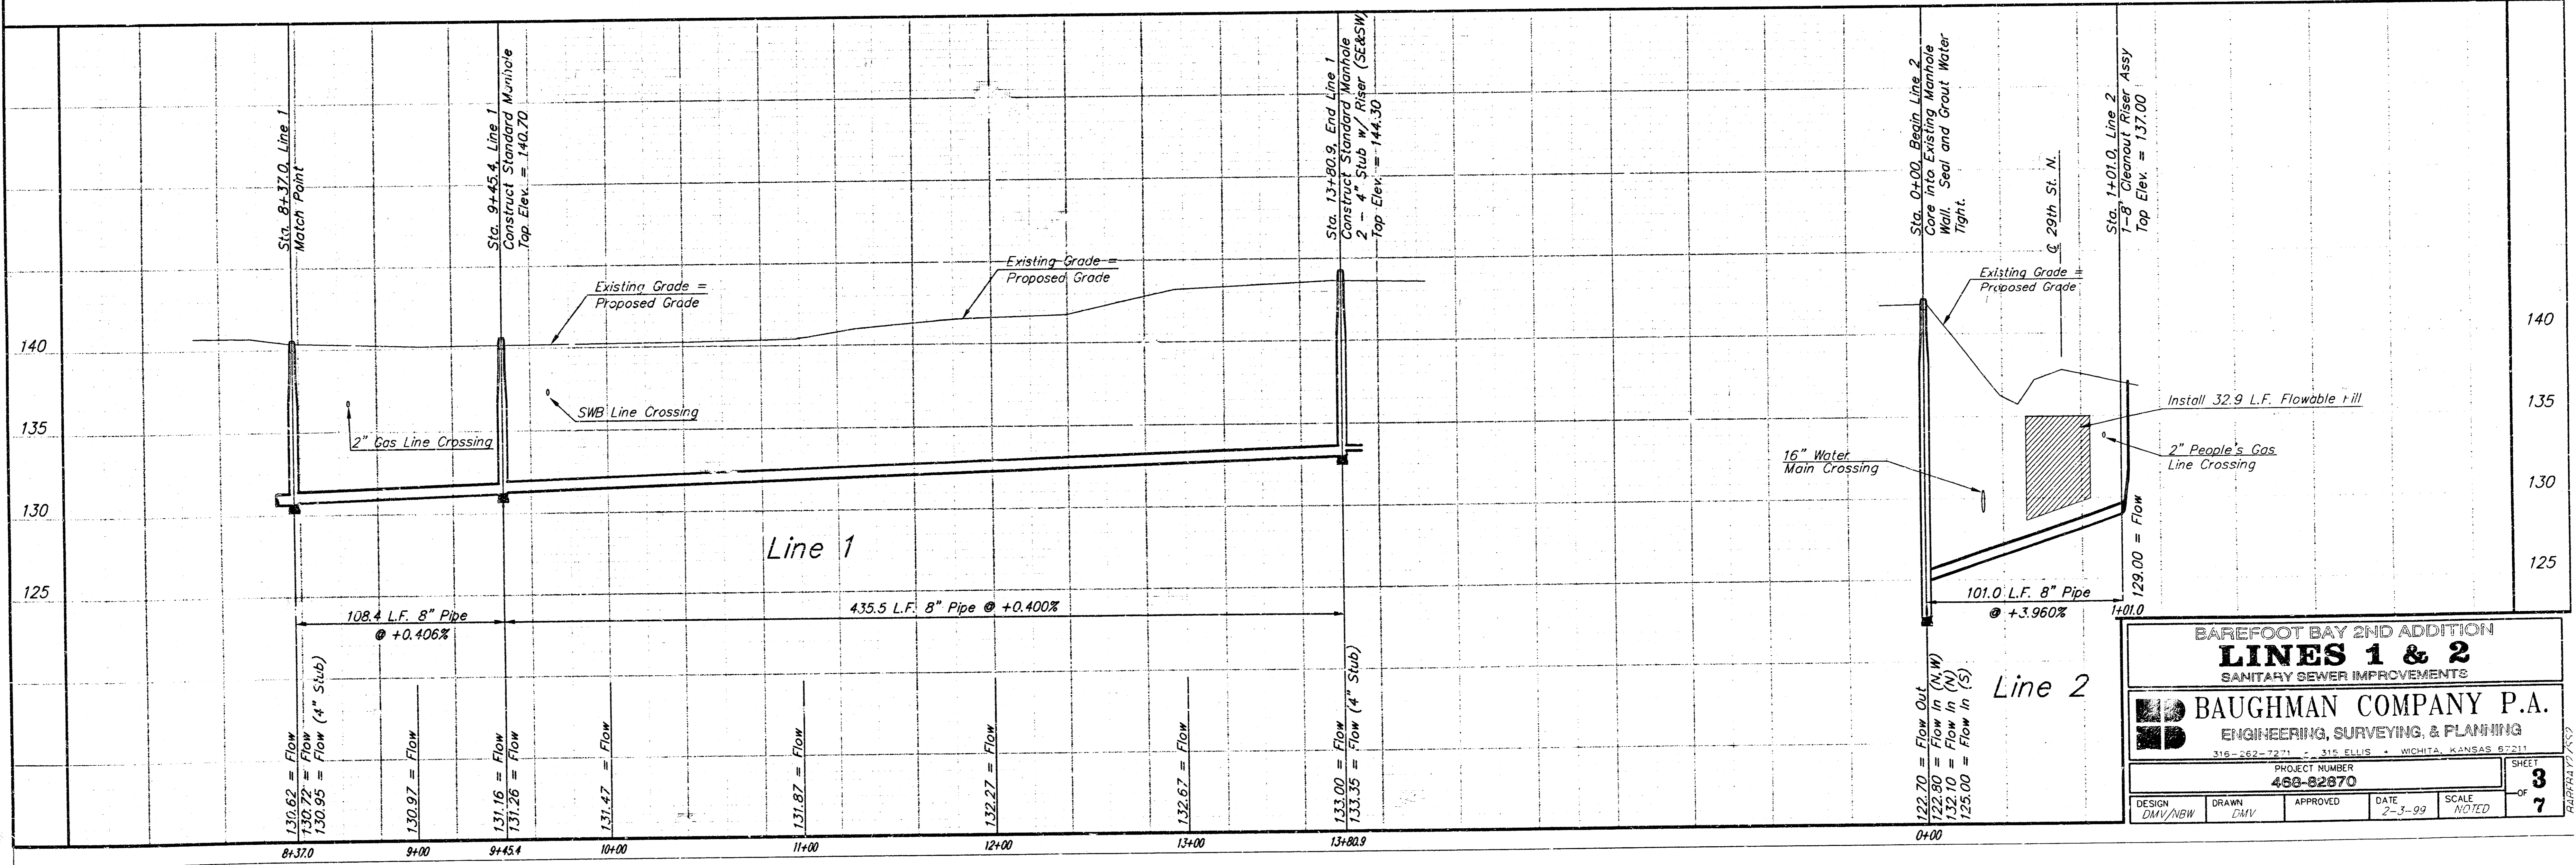 Sta. 8+37.0, Line 1
Match Point
Sta. 9+45.4, Line 1
Construct Standard Manhole
Top Elev. = 140.70
Sta. 13+80.9, End Line 1
Construct Standard Manhole
2 - 4" Stub w/ Riser (SE&SW)
Top Elev. = 144.30
Sta. 0+00, Begin Line 2
Core into Existing Manhole
Wall. Seal and Grout Water
Tight.
℄ 29th St. N.
Sta. 1+01.0, Line 2
1-8" Cleanout Riser Assy
Top Elev. = 137.00
Existing Grade =
Proposed Grade
Existing Grade =
Proposed Grade
Existing Grade =
Proposed Grade
140
135
130
125
140
135
130
125
2" Gas Line Crossing
SWB Line Crossing
16" Water
Main Crossing
Install 32.9 L.F. Flowable Fill
2" People's Gas
Line Crossing
129.00 = Flow
Line 1
108.4 L.F. 8" Pipe
@ +0.406%
435.5 L.F. 8" Pipe @ +0.400%
101.0 L.F. 8" Pipe
@ +3.960%
1+01.0
Line 2
130.62 = Flow
130.72 = Flow
130.95 = Flow (4" Stub)
130.97 = Flow
131.16 = Flow
131.26 = Flow
131.47 = Flow
131.87 = Flow
132.27 = Flow
132.67 = Flow
133.00 = Flow
133.35 = Flow (4" Stub)
122.70 = Flow Out
122.80 = Flow In (N,W)
132.10 = Flow In (N)
125.00 = Flow In (S)
8+37.0
9+00
9+45.4
10+00
11+00
12+00
13+00
13+80.9
0+00
BAREFOOT BAY 2ND ADDITION
LINES 1 & 2
SANITARY SEWER IMPROVEMENTS
BAUGHMAN COMPANY P.A.
ENGINEERING, SURVEYING, & PLANNING
316-262-7271 - 315 ELLIS • WICHITA, KANSAS 67211
PROJECT NUMBER
468-82870
SHEET
3
OF
7
DESIGN
DMV/NBW
DRAWN
DMV
APPROVED
DATE
2-3-99
SCALE
NOTED